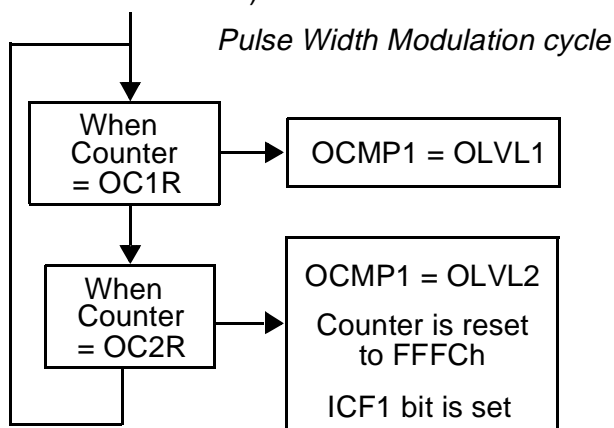 Pulse Width Modulation cycle
When
Counter
= OC1R
OCMP1 = OLVL1
When
Counter
= OC2R
OCMP1 = OLVL2
Counter is reset
to FFFCh
ICF1 bit is set